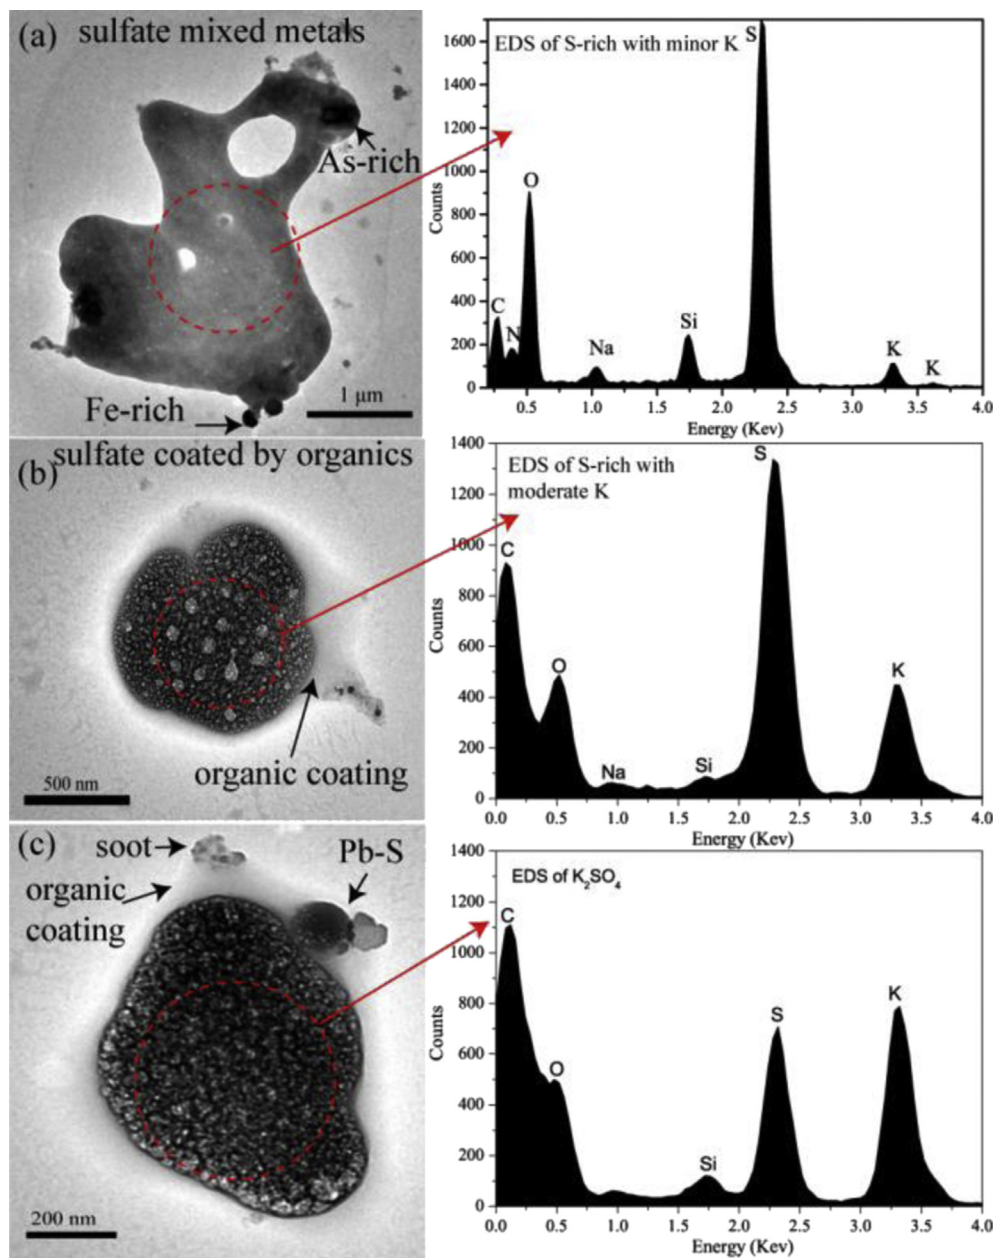 (a) sulfate mixed metals
As-rich
Fe-rich
1 μm
EDS of S-rich with minor K
S
O
C
N
Na
Si
K
K
1600
1400
1200
1000
800
600
400
200
0
Counts
0.5 1.0 1.5 2.0 2.5 3.0 3.5 4.0
Energy (Kev)
(b) sulfate coated by organics
organic coating
500 nm
EDS of S-rich with
moderate K
S
C
O
Na
Si
K
1400
1200
1000
800
600
400
200
0
Counts
0.0 0.5 1.0 1.5 2.0 2.5 3.0 3.5 4.0
Energy (Kev)
(c)
soot
Pb-S
organic
coating
200 nm
EDS of K₂SO₄
C
O
Si
S
K
1400
1200
1000
800
600
400
200
0
Counts
0.0 0.5 1.0 1.5 2.0 2.5 3.0 3.5 4.0
Energy (Kev)